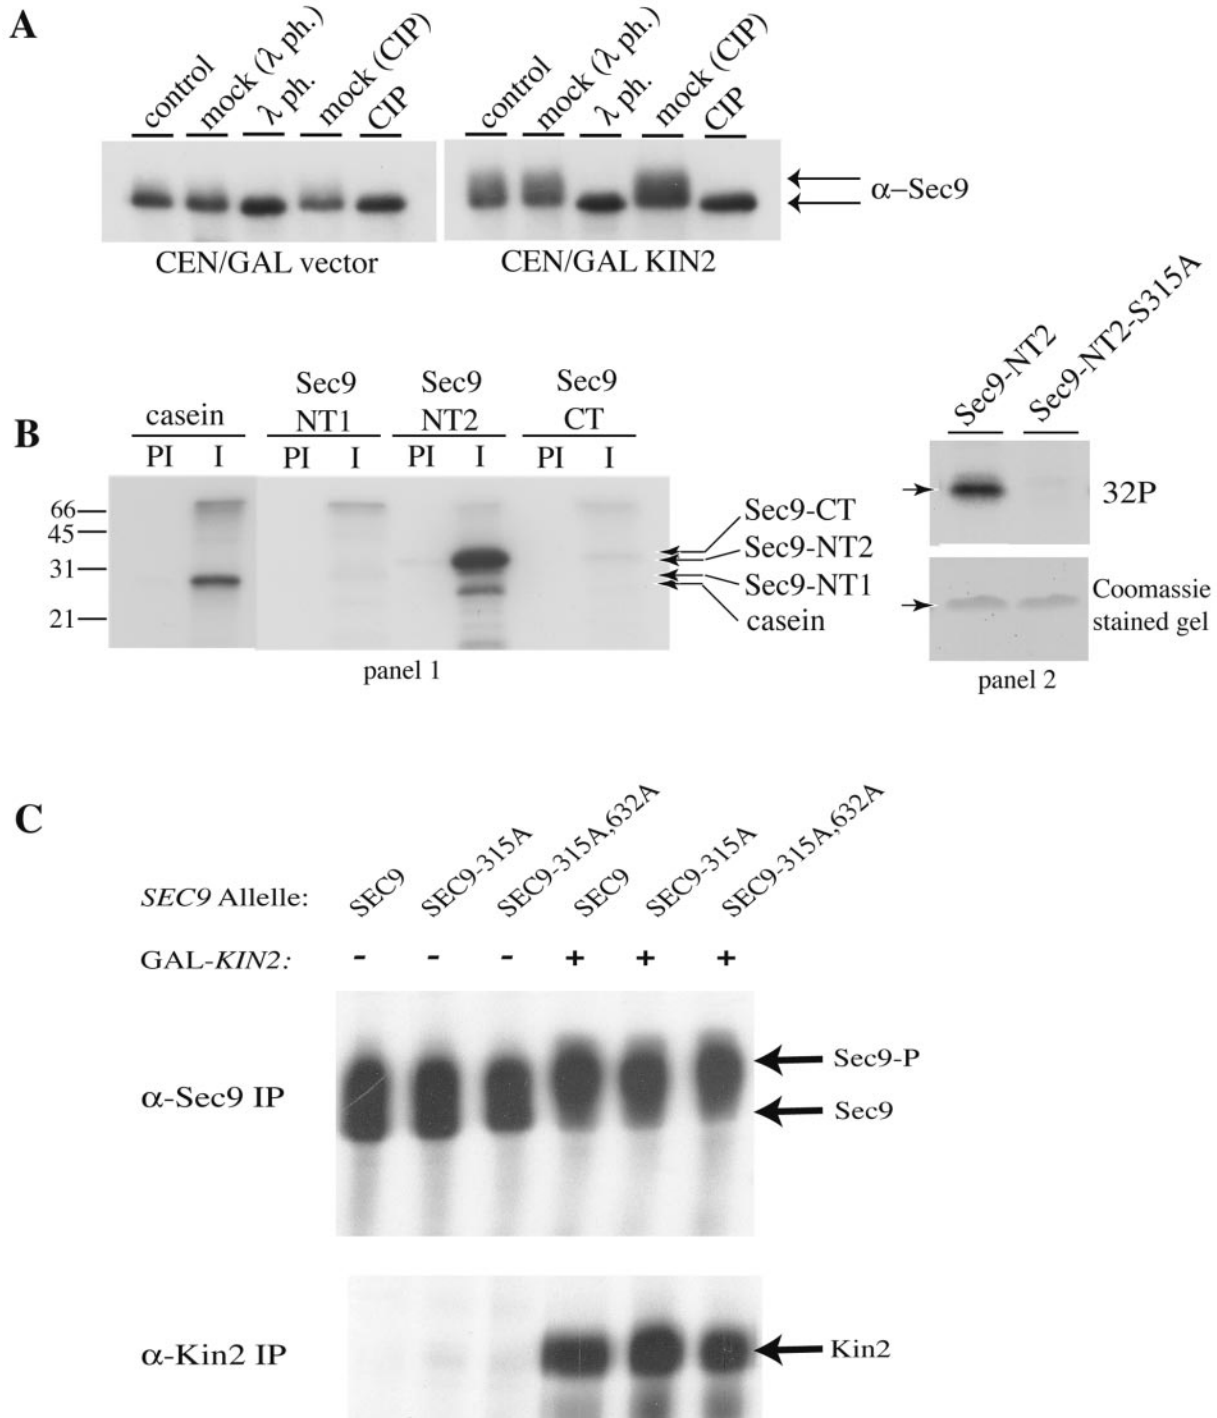 A
control
mock (λ ph.)
λ ph.
mock (CIP)
CIP
control
mock (λ ph.)
λ ph.
mock (CIP)
CIP
α–Sec9
CEN/GAL vector
CEN/GAL KIN2
B
casein
Sec9
NT1
Sec9
NT2
Sec9
CT
PI I PI I PI I PI I
66
45
31
21
Sec9-CT
Sec9-NT2
Sec9-NT1
casein
panel 1
Sec9-NT2
Sec9-NT2-S315A
32P
Coomassie
stained gel
panel 2
C
SEC9 Allelle:
SEC9
SEC9-315A
SEC9-315A,632A
SEC9
SEC9-315A
SEC9-315A,632A
GAL-KIN2: - - - + + +
α-Sec9 IP
Sec9-P
Sec9
α-Kin2 IP
Kin2